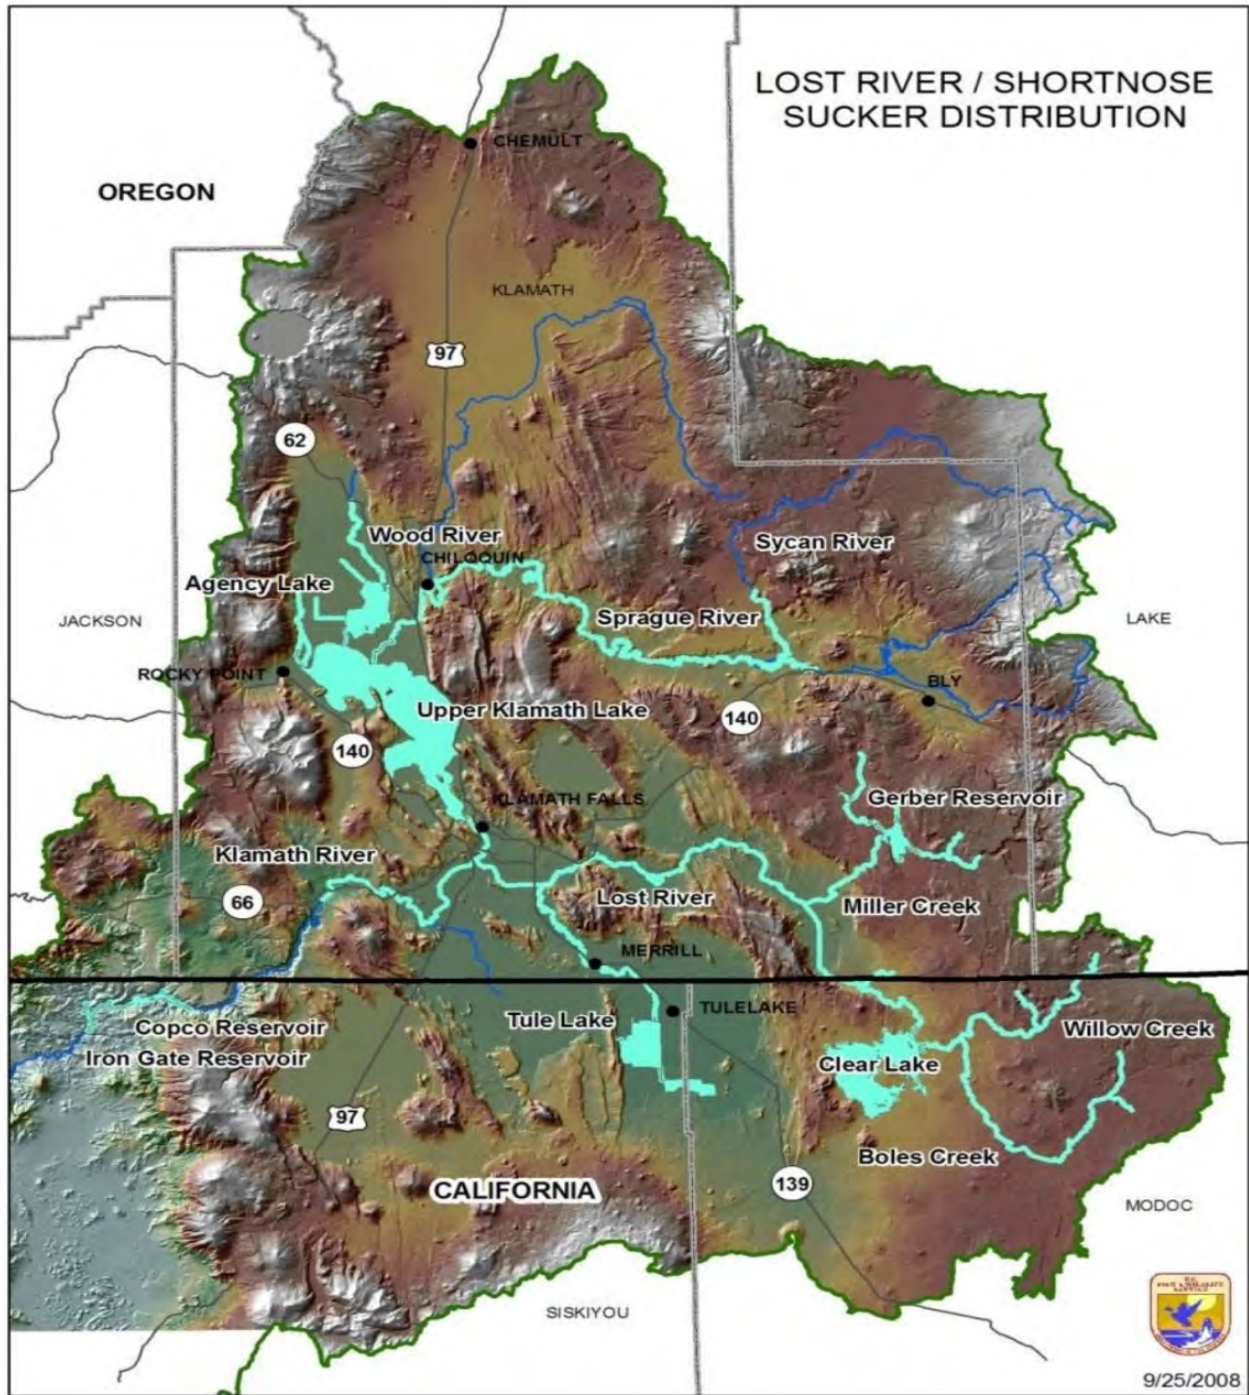 LOST RIVER / SHORTNOSE
SUCKER DISTRIBUTION
CHEMULT
OREGON
KLAMATH
97
62
Wood River
Sycan River
CHILOQUIN
Agency Lake
Sprague River
JACKSON
LAKE
ROCKY POINT
BLY
Upper Klamath Lake
140
140
Gerber Reservoir
KLAMATH FALLS
Klamath River
Lost River
66
Miller Creek
MERRILL
TULELAKE
Tule Lake
Copco Reservoir
Willow Creek
Iron Gate Reservoir
Clear Lake
97
Boles Creek
CALIFORNIA
139
MODOC
SISKIYOU
U.S.
FISH & WILDLIFE
SERVICE
9/25/2008